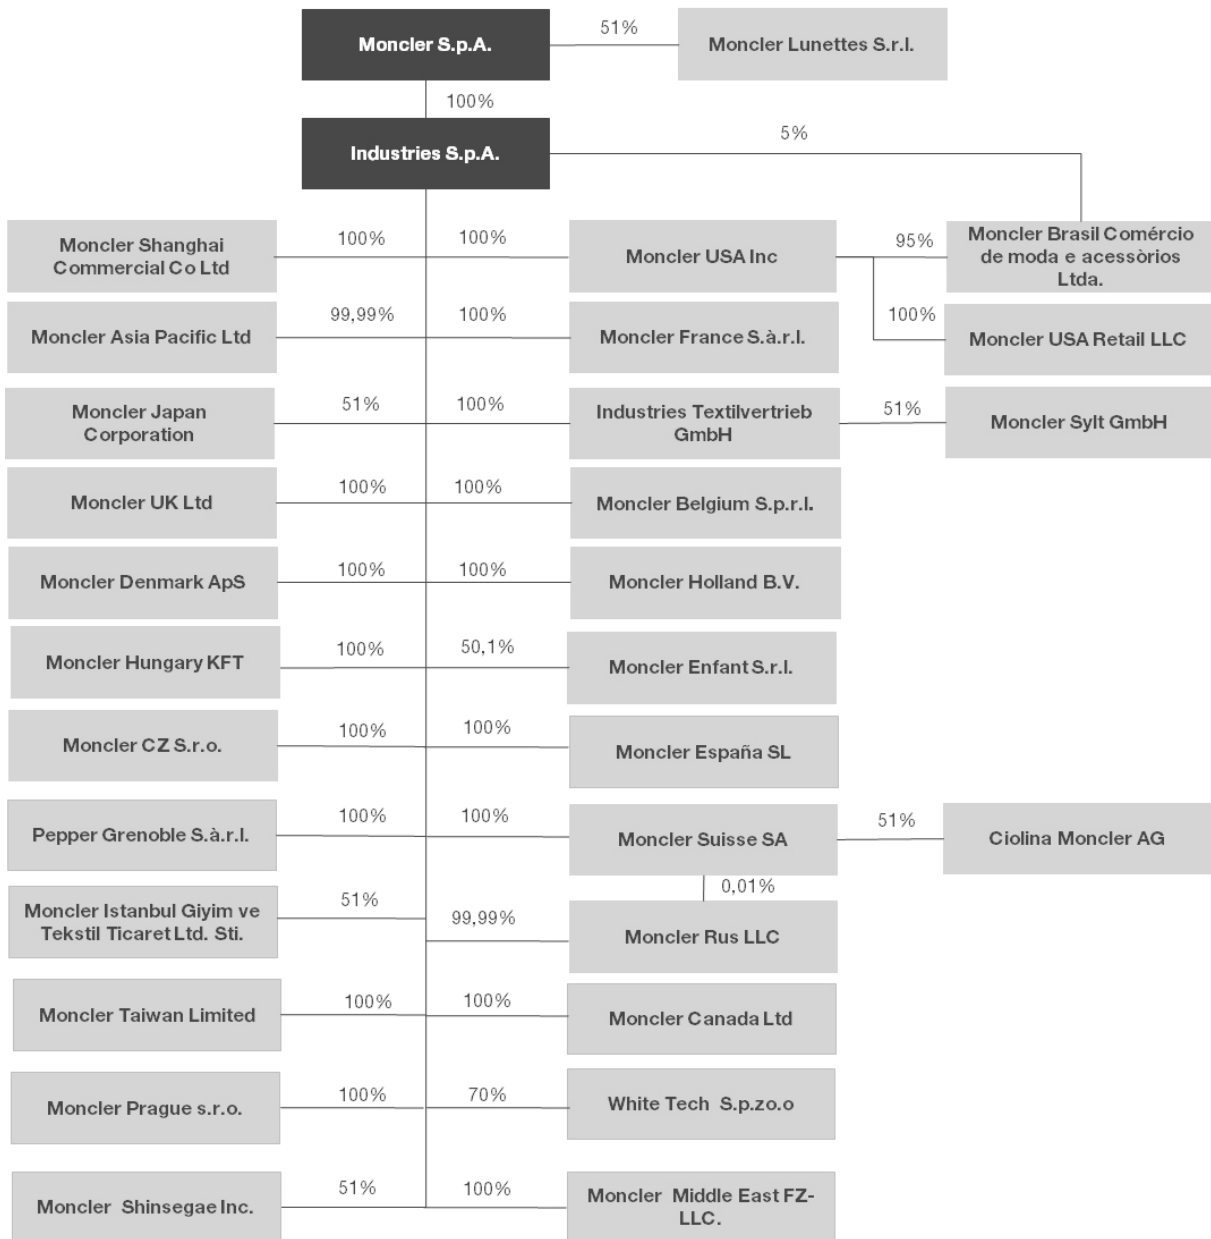 Moncler S.p.A.
51%
Moncler Lunettes S.r.l.
100%
Industries S.p.A.
5%
Moncler Shanghai
Commercial Co Ltd
100%
100%
Moncler USA Inc
95%
Moncler Brasil Comércio
de moda e acessòrios
Ltda.
Moncler Asia Pacific Ltd
99,99%
100%
Moncler France S.à.r.l.
100%
Moncler USA Retail LLC
Moncler Japan
Corporation
51%
100%
Industries Textilvertrieb
GmbH
51%
Moncler Sylt GmbH
Moncler UK Ltd
100%
100%
Moncler Belgium S.p.r.l.
Moncler Denmark ApS
100%
100%
Moncler Holland B.V.
Moncler Hungary KFT
100%
50,1%
Moncler Enfant S.r.l.
Moncler CZ S.r.o.
100%
100%
Moncler España SL
Pepper Grenoble S.à.r.l.
100%
100%
Moncler Suisse SA
51%
Ciolina Moncler AG
0,01%
Moncler Istanbul Giyim ve
Tekstil Ticaret Ltd. Sti.
51%
99,99%
Moncler Rus LLC
Moncler Taiwan Limited
100%
100%
Moncler Canada Ltd
Moncler Prague s.r.o.
100%
70%
White Tech S.p.zo.o
Moncler Shinsegae Inc.
51%
100%
Moncler Middle East FZ-
LLC.